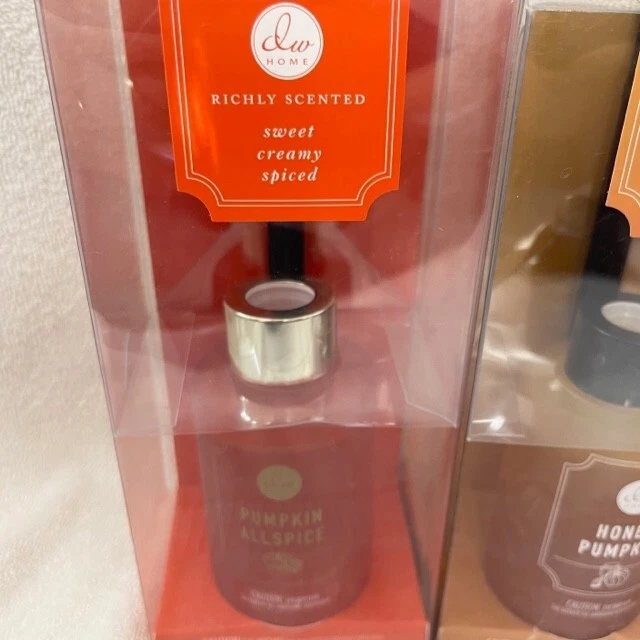 dw
HOME
RICHLY SCENTED
sweet
creamy
spiced
dw
PUMPKIN
ALLSPICE
dw
HONE
PUMPK